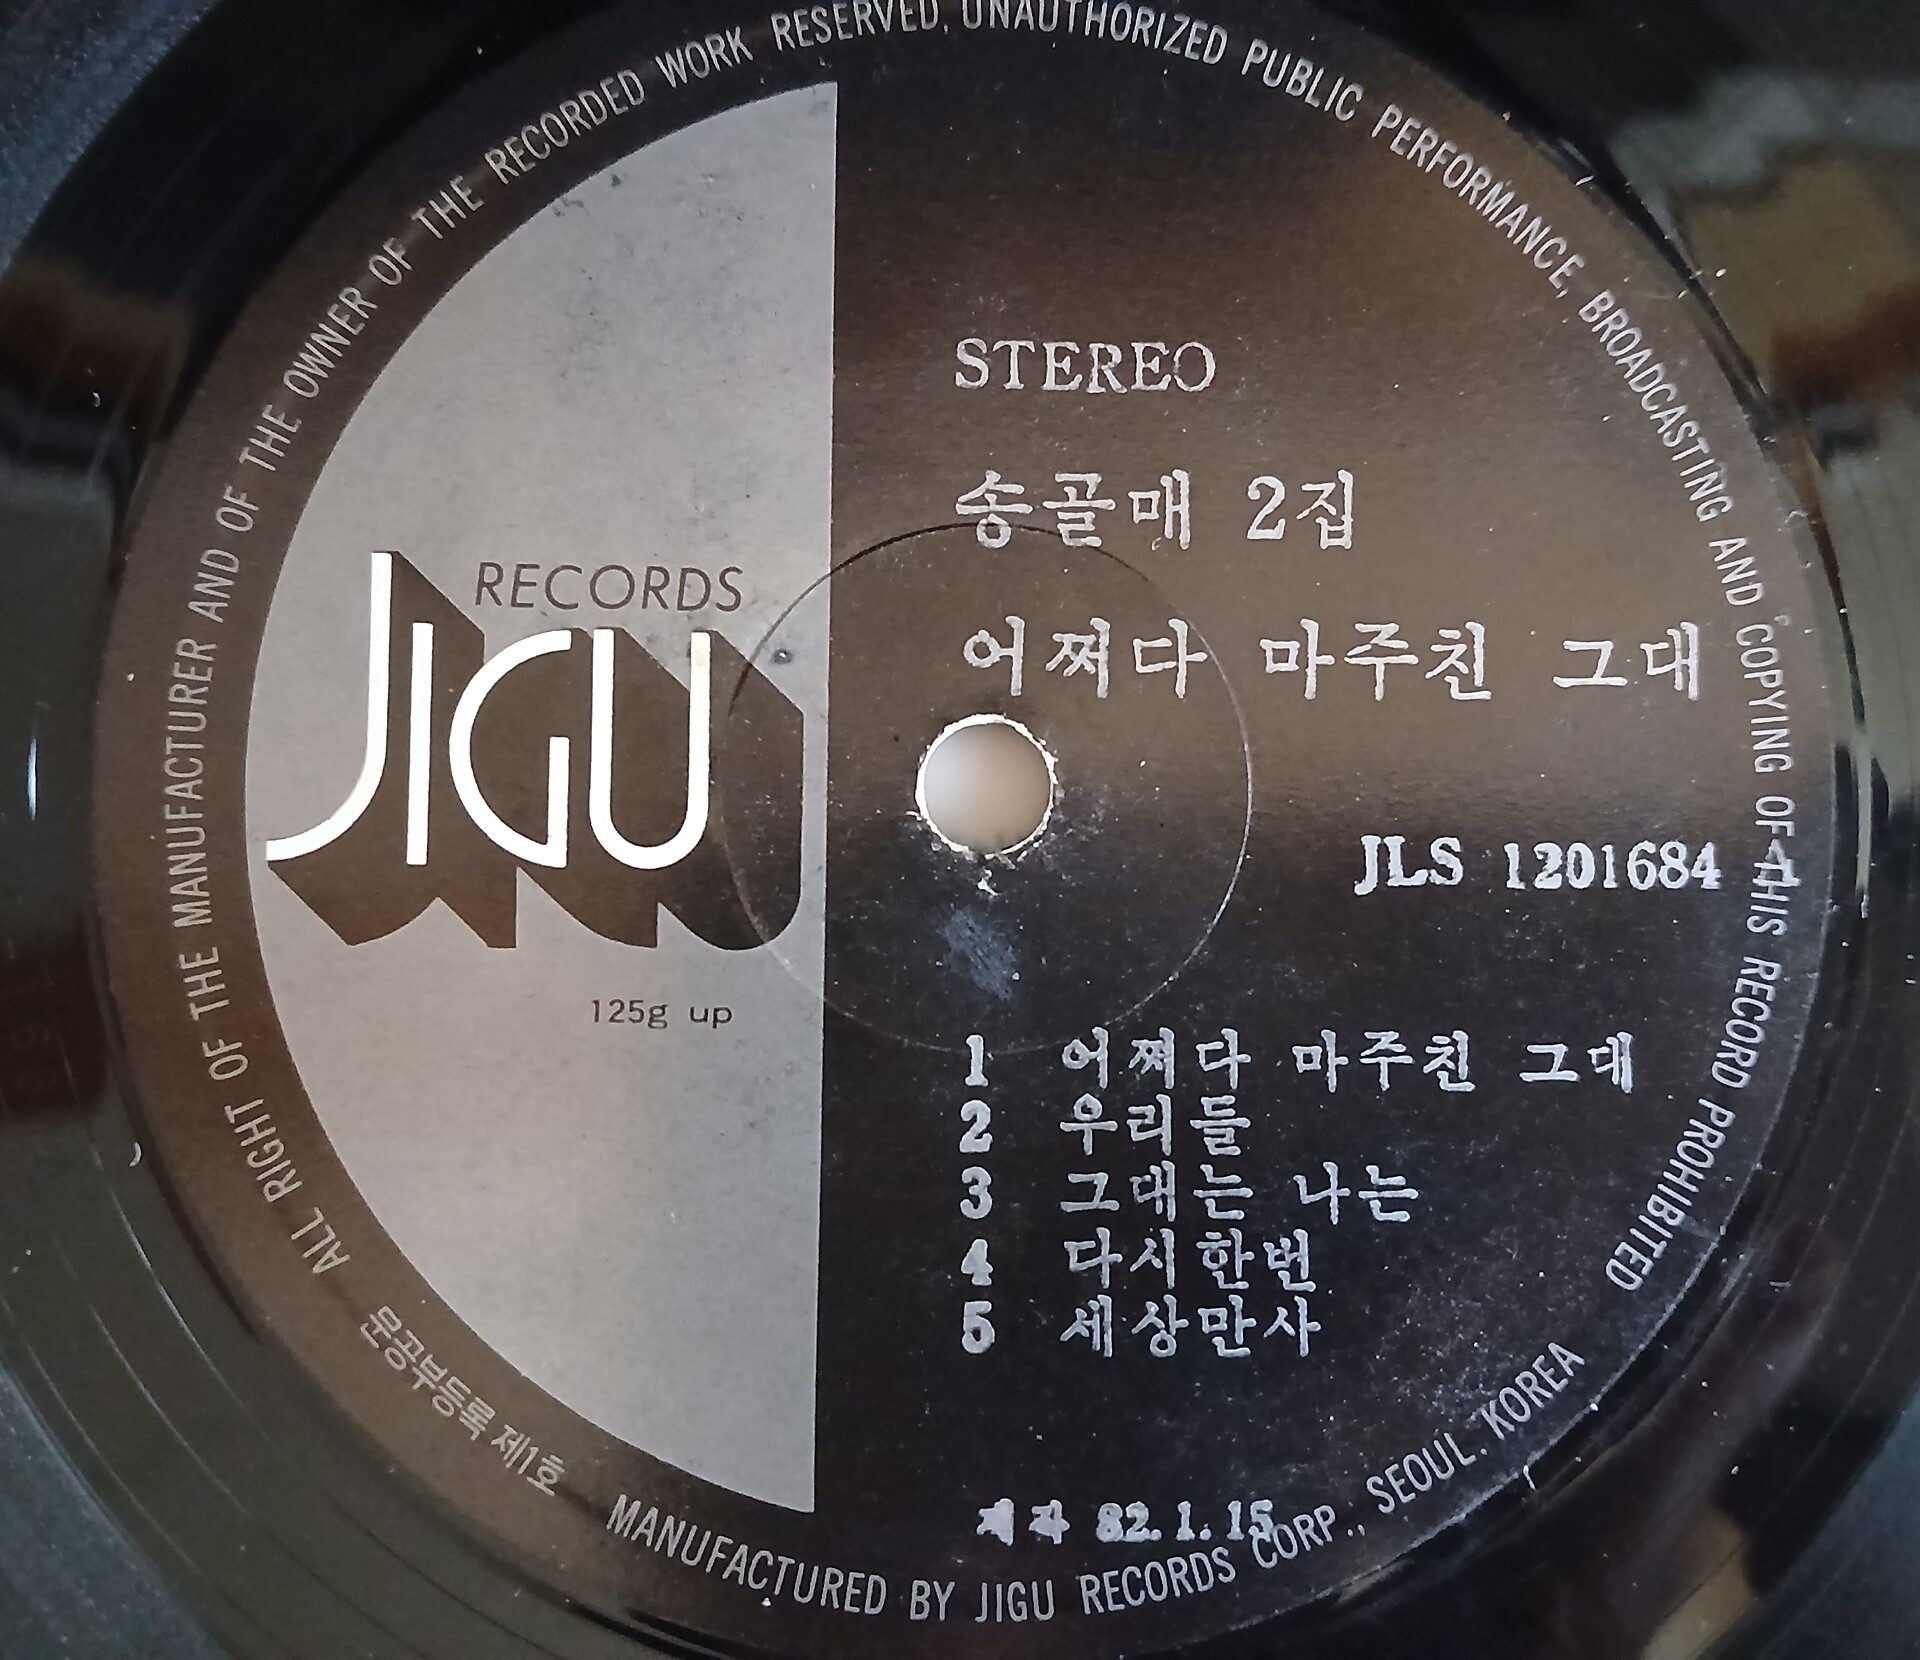 ALL RIGHT OF THE MANUFACTURER AND OF THE OWNER OF THE RECORDED WORK RESERVED. UNAUTHORIZED PUBLIC PERFORMANCE, BROADCASTING AND COPYING OF THIS RECORD PROHIBITED
STEREO
송골매 2집
어쩌다 마주친 그대
RECORDS
JIGU
JLS 1201684 A
125g up
1 어쩌다 마주친 그대
2 우리들
3 그대는 나는
4 다시한번
5 세상만사
제작 82.1.15
문공부등록 제1호
MANUFACTURED BY JIGU RECORDS CORP., SEOUL. KOREA